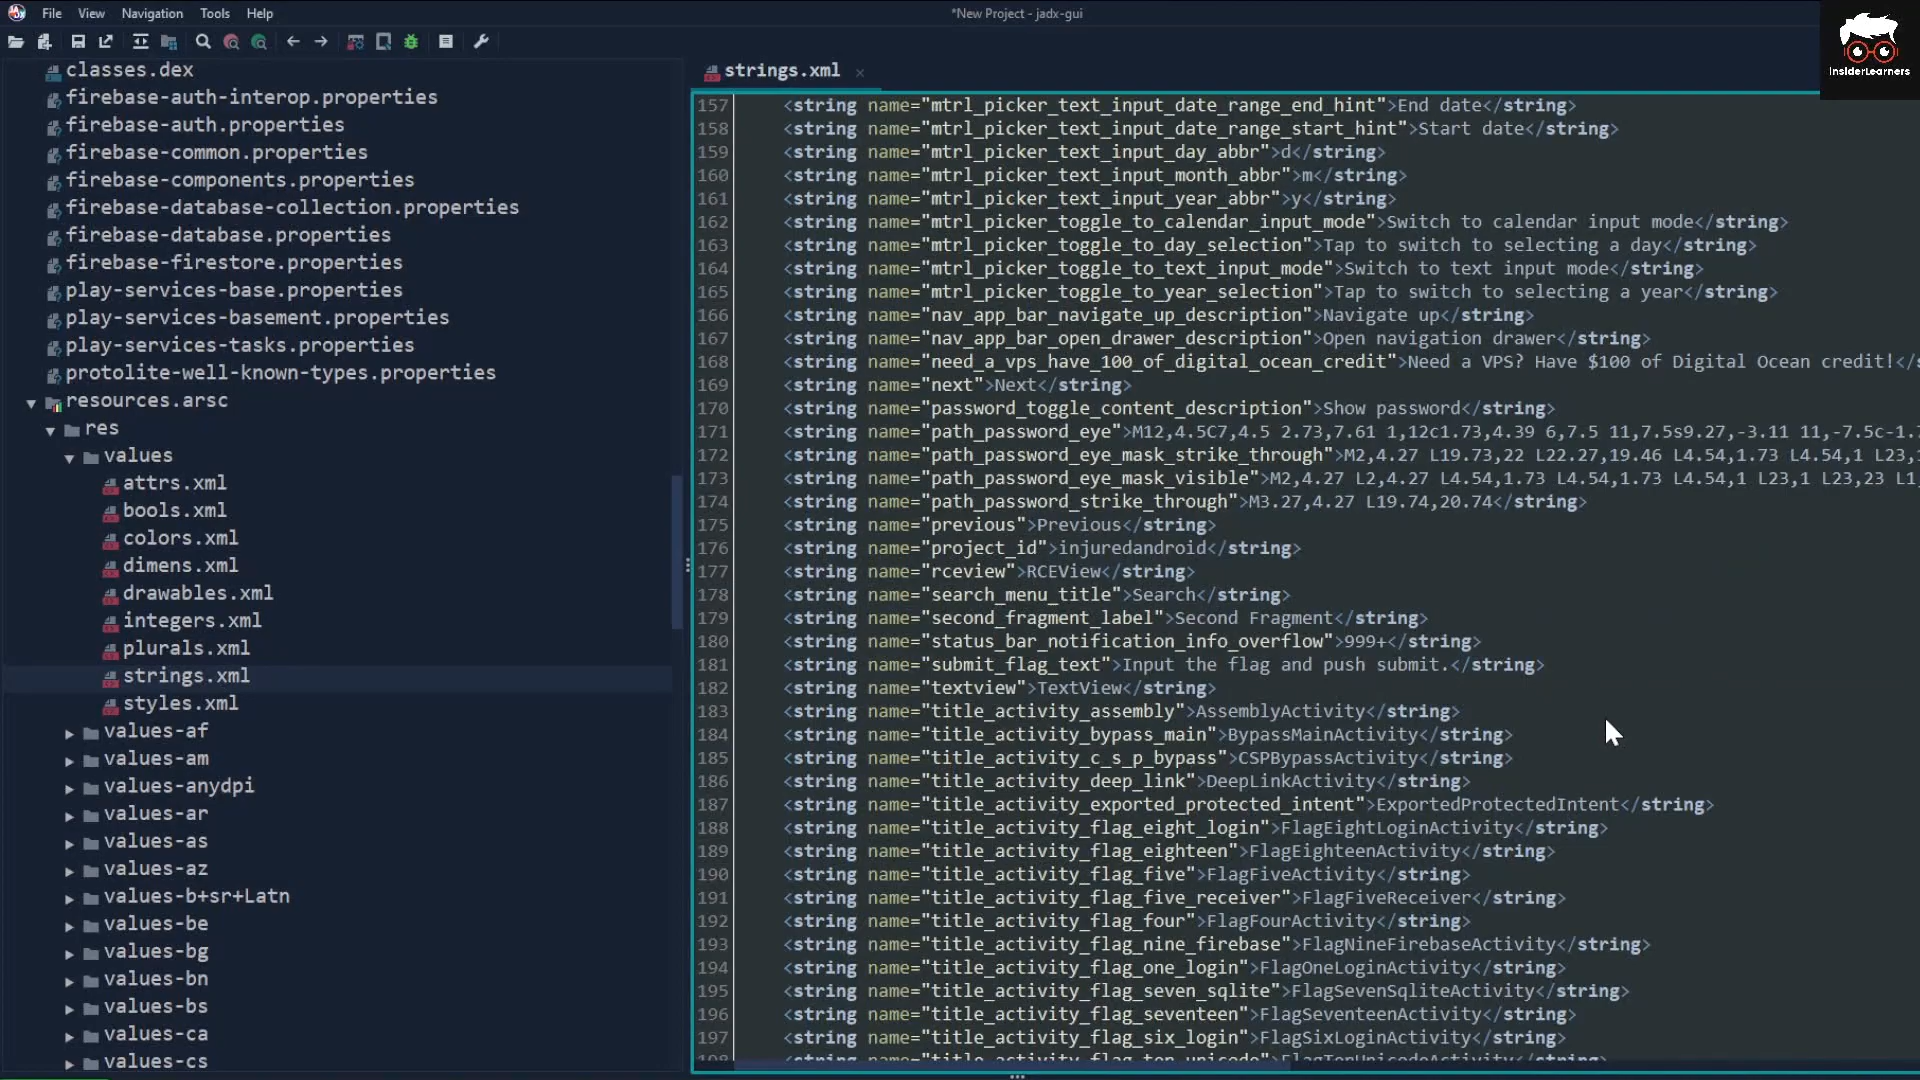 File View Navigation Tools Help
*New Project - jadx-gui
InsiderLearners
classes.dex
firebase-auth-interop.properties
firebase-auth.properties
firebase-common.properties
firebase-components.properties
firebase-database-collection.properties
firebase-database.properties
firebase-firestore.properties
play-services-base.properties
play-services-basement.properties
play-services-tasks.properties
protolite-well-known-types.properties
resources.arsc
res
values
attrs.xml
bools.xml
colors.xml
dimens.xml
drawables.xml
integers.xml
plurals.xml
strings.xml
styles.xml
values-af
values-am
values-anydpi
values-ar
values-as
values-az
values-b+sr+Latn
values-be
values-bg
values-bn
values-bs
values-ca
values-cs
strings.xml
157 <string name="mtrl_picker_text_input_date_range_end_hint">End date</string>
158 <string name="mtrl_picker_text_input_date_range_start_hint">Start date</string>
159 <string name="mtrl_picker_text_input_day_abbr">d</string>
160 <string name="mtrl_picker_text_input_month_abbr">m</string>
161 <string name="mtrl_picker_text_input_year_abbr">y</string>
162 <string name="mtrl_picker_toggle_to_calendar_input_mode">Switch to calendar input mode</string>
163 <string name="mtrl_picker_toggle_to_day_selection">Tap to switch to selecting a day</string>
164 <string name="mtrl_picker_toggle_to_text_input_mode">Switch to text input mode</string>
165 <string name="mtrl_picker_toggle_to_year_selection">Tap to switch to selecting a year</string>
166 <string name="nav_app_bar_navigate_up_description">Navigate up</string>
167 <string name="nav_app_bar_open_drawer_description">Open navigation drawer</string>
168 <string name="need_a_vps_have_100_of_digital_ocean_credit">Need a VPS? Have $100 of Digital Ocean credit!</s
169 <string name="next">Next</string>
170 <string name="password_toggle_content_description">Show password</string>
171 <string name="path_password_eye">M12,4.5C7,4.5 2.73,7.61 1,12c1.73,4.39 6,7.5 11,7.5s9.27,-3.11 11,-7.5c-1.7
172 <string name="path_password_eye_mask_strike_through">M2,4.27 L19.73,22 L22.27,19.46 L4.54,1.73 L4.54,1 L23,1
173 <string name="path_password_eye_mask_visible">M2,4.27 L2,4.27 L4.54,1.73 L4.54,1.73 L4.54,1 L23,1 L23,23 L1,
174 <string name="path_password_strike_through">M3.27,4.27 L19.74,20.74</string>
175 <string name="previous">Previous</string>
176 <string name="project_id">injuredandroid</string>
177 <string name="rceview">RCEView</string>
178 <string name="search_menu_title">Search</string>
179 <string name="second_fragment_label">Second Fragment</string>
180 <string name="status_bar_notification_info_overflow">999+</string>
181 <string name="submit_flag_text">Input the flag and push submit.</string>
182 <string name="textview">TextView</string>
183 <string name="title_activity_assembly">AssemblyActivity</string>
184 <string name="title_activity_bypass_main">BypassMainActivity</string>
185 <string name="title_activity_c_s_p_bypass">CSPBypassActivity</string>
186 <string name="title_activity_deep_link">DeepLinkActivity</string>
187 <string name="title_activity_exported_protected_intent">ExportedProtectedIntent</string>
188 <string name="title_activity_flag_eight_login">FlagEightLoginActivity</string>
189 <string name="title_activity_flag_eighteen">FlagEighteenActivity</string>
190 <string name="title_activity_flag_five">FlagFiveActivity</string>
191 <string name="title_activity_flag_five_receiver">FlagFiveReceiver</string>
192 <string name="title_activity_flag_four">FlagFourActivity</string>
193 <string name="title_activity_flag_nine_firebase">FlagNineFirebaseActivity</string>
194 <string name="title_activity_flag_one_login">FlagOneLoginActivity</string>
195 <string name="title_activity_flag_seven_sqlite">FlagSevenSqliteActivity</string>
196 <string name="title_activity_flag_seventeen">FlagSeventeenActivity</string>
197 <string name="title_activity_flag_six_login">FlagSixLoginActivity</string>
198 <string name="title_activity_flag_ten_unicode">FlagTenUnicodeActivity</string>